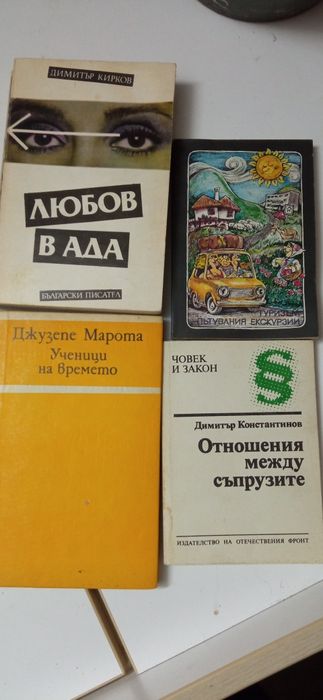 ДИМИТЪР КИРКОВ
ЛЮБОВ
В АДА
БЪЛГАРСКИ ПИСАТЕЛ
ТУРИЗЪМ
ПЪТУВАНИЯ ЕКСКУРЗИИ
Джузепе Марота
Ученици
на времето
ЧОВЕК
И ЗАКОН
§
Димитър Константинов
Отношения
между
съпрузите
ИЗДАТЕЛСТВО НА ОТЕЧЕСТВЕНИЯ ФРОНТ